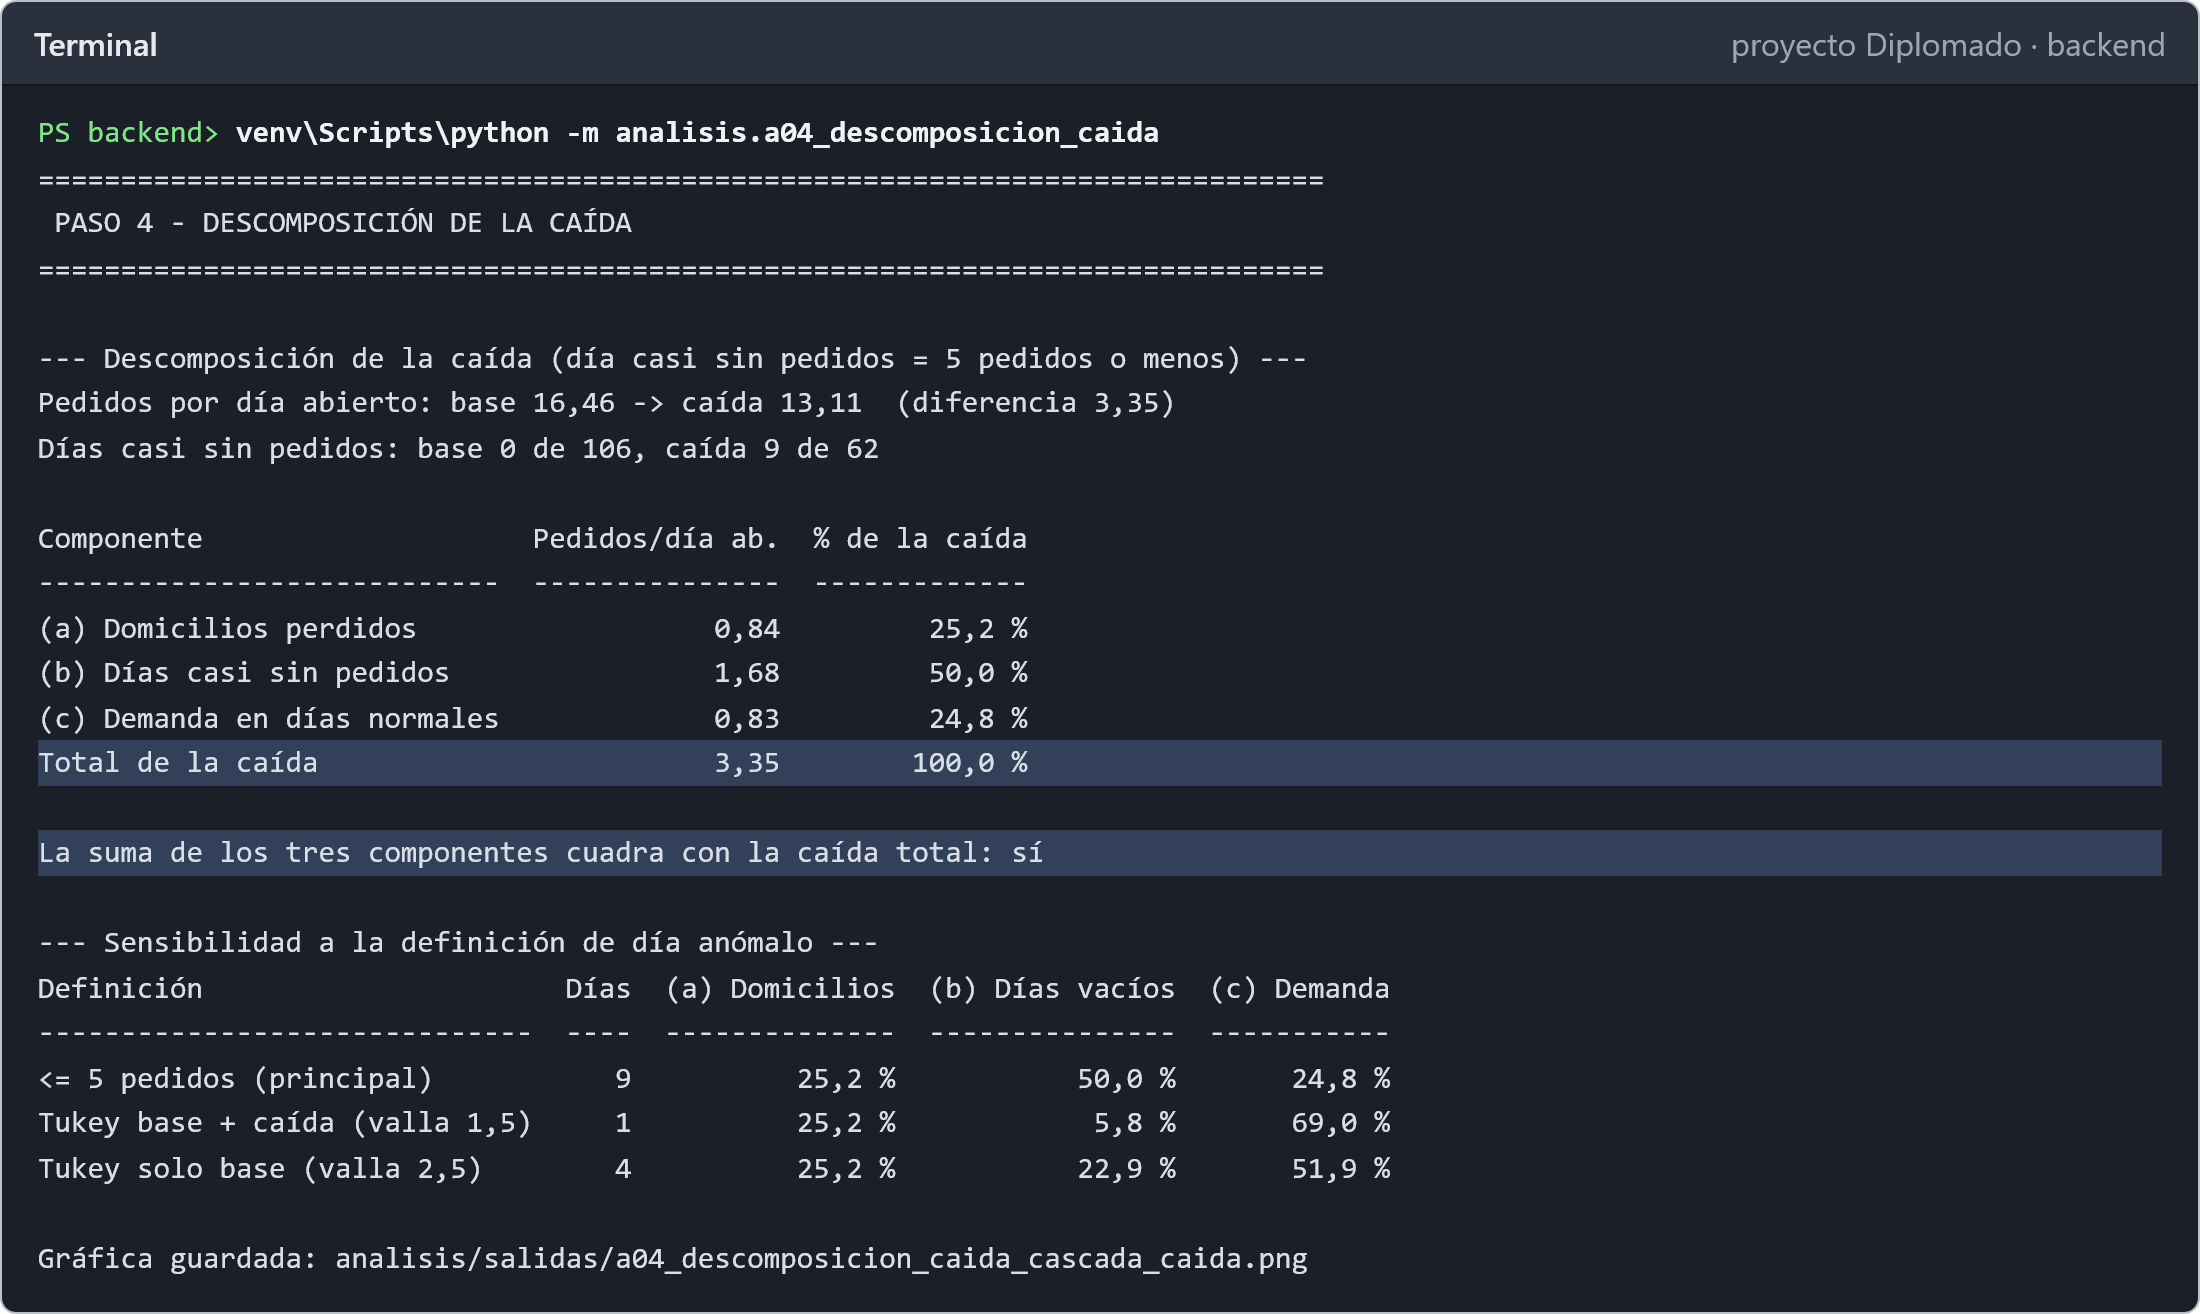 Terminal
proyecto Diplomado · backend
PS backend> venv\Scripts\python -m analisis.a04_descomposicion_caida
==============================================================================
 PASO 4 - DESCOMPOSICIÓN DE LA CAÍDA
==============================================================================
--- Descomposición de la caída (día casi sin pedidos = 5 pedidos o menos) ---
Pedidos por día abierto: base 16,46 -> caída 13,11  (diferencia 3,35)
Días casi sin pedidos: base 0 de 106, caída 9 de 62
Componente                    Pedidos/día ab.  % de la caída
----------------------------  ---------------  -------------
(a) Domicilios perdidos                  0,84         25,2 %
(b) Días casi sin pedidos                1,68         50,0 %
(c) Demanda en días normales             0,83         24,8 %
Total de la caída                        3,35        100,0 %
La suma de los tres componentes cuadra con la caída total: sí
--- Sensibilidad a la definición de día anómalo ---
Definición                      Días  (a) Domicilios  (b) Días vacíos  (c) Demanda
------------------------------  ----  --------------  ---------------  -----------
<= 5 pedidos (principal)           9          25,2 %           50,0 %       24,8 %
Tukey base + caída (valla 1,5)     1          25,2 %            5,8 %       69,0 %
Tukey solo base (valla 2,5)        4          25,2 %           22,9 %       51,9 %
Gráfica guardada: analisis/salidas/a04_descomposicion_caida_cascada_caida.png